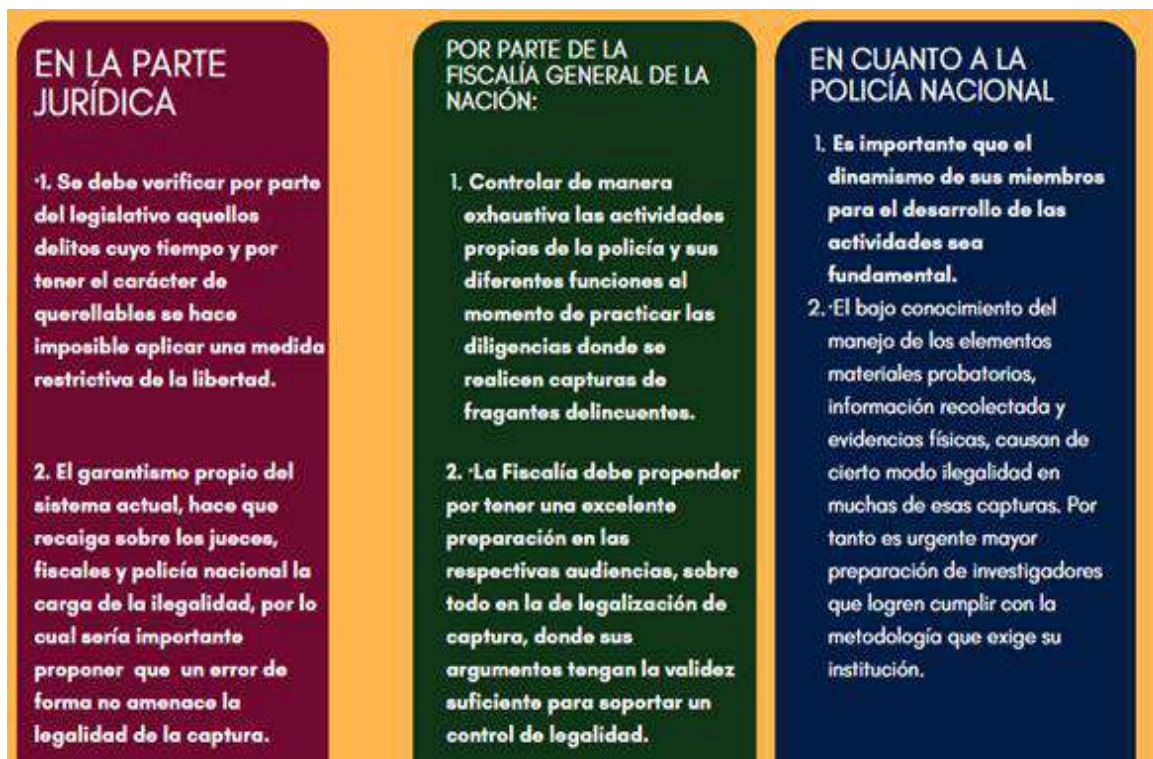 EN LA PARTE
JURÍDICA
·1. Se debe verificar por parte
del legislativo aquellos
delitos cuyo tiempo y por
tener el carácter de
querellables se hace
imposible aplicar una medida
restrictiva de la libertad.
2. El garantismo propio del
sistema actual, hace que
recaiga sobre los jueces,
fiscales y policía nacional la
carga de la ilegalidad, por lo
cual sería importante
proponer que un error de
forma no amenace la
legalidad de la captura.
POR PARTE DE LA
FISCALÍA GENERAL DE LA
NACIÓN:
1. Controlar de manera
exhaustiva las actividades
propias de la policía y sus
diferentes funciones al
momento de practicar las
diligencias donde se
realicen capturas de
fragantes delincuentes.
2. ·La Fiscalía debe propender
por tener una excelente
preparación en las
respectivas audiencias, sobre
todo en la de legalización de
captura, donde sus
argumentos tengan la validez
suficiente para soportar un
control de legalidad.
EN CUANTO A LA
POLICÍA NACIONAL
1. Es importante que el
dinamismo de sus miembros
para el desarrollo de las
actividades sea
fundamental.
2. ·El bajo conocimiento del
manejo de los elementos
materiales probatorios,
información recolectada y
evidencias físicas, causan de
cierto modo ilegalidad en
muchas de esas capturas. Por
tanto es urgente mayor
preparación de investigadores
que logren cumplir con la
metodología que exige su
institución.